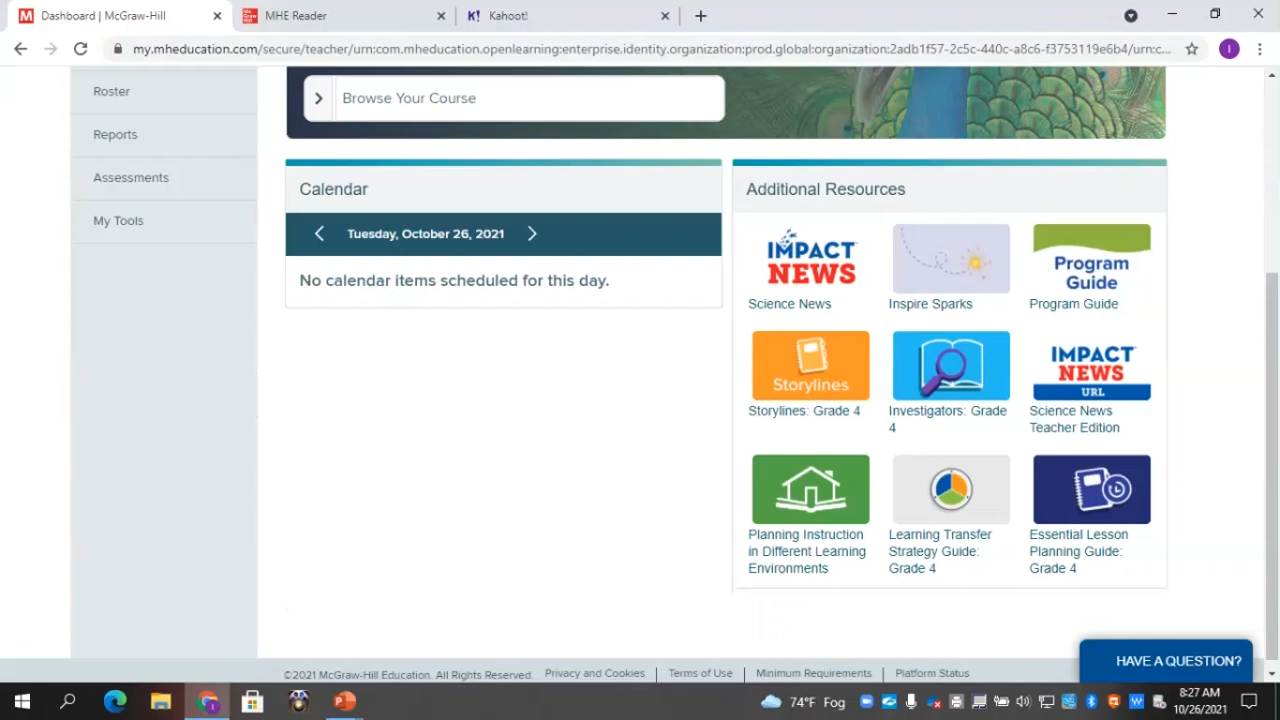 Dashboard | McGraw-Hill
MHE Reader
K! Kahoot!
my.mheducation.com/secure/teacher/urn:com.mheducation.openlearning:enterprise.identity.organization:prod.global:organization:2adb1f57-2c5c-440c-a8c6-f3753119e6b4/urn:c...
I
Roster
Reports
Assessments
My Tools
Browse Your Course
Calendar
Tuesday, October 26, 2021
No calendar items scheduled for this day.
Additional Resources
IMPACT
NEWS
Science News
Inspire Sparks
Program
Guide
Program Guide
Storylines
Storylines: Grade 4
Investigators: Grade
4
IMPACT
NEWS
URL
Science News
Teacher Edition
Planning Instruction
in Different Learning
Environments
Learning Transfer
Strategy Guide:
Grade 4
Essential Lesson
Planning Guide:
Grade 4
HAVE A QUESTION?
©2021 McGraw-Hill Education. All Rights Reserved.
Privacy and Cookies
Terms of Use
Minimum Requirements
Platform Status
74°F Fog
8:27 AM
10/26/2021